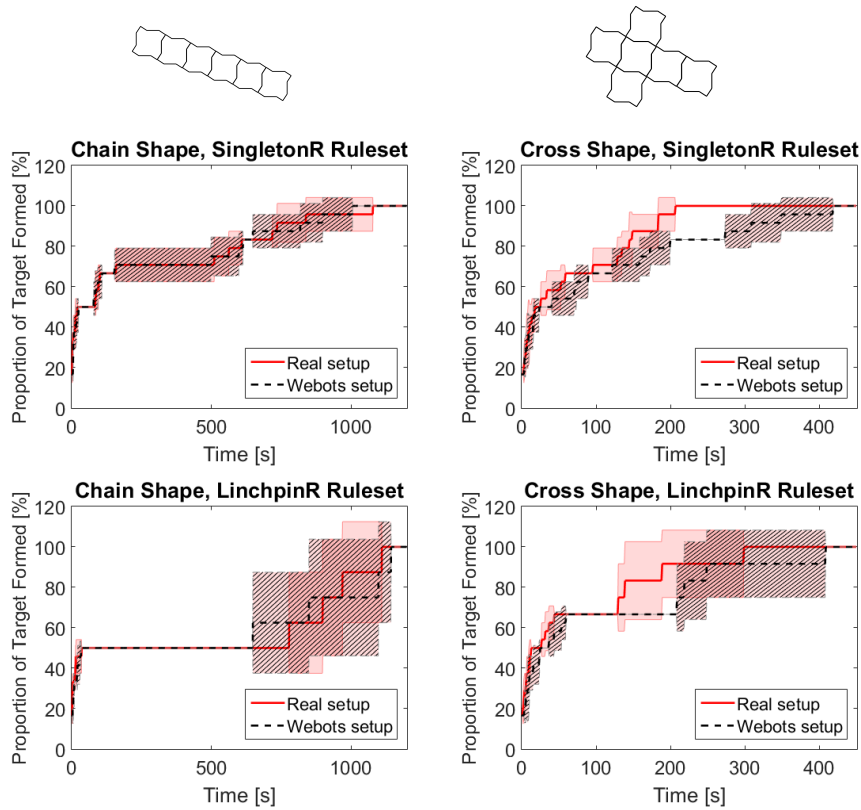 Chain Shape, SingletonR Ruleset
Proportion of Target Formed [%]
120
100
80
60
40
20
0
Real setup
Webots setup
0 500 1000
Time [s]
Cross Shape, SingletonR Ruleset
Proportion of Target Formed [%]
120
100
80
60
40
20
0
Real setup
Webots setup
0 100 200 300 400
Time [s]
Chain Shape, LinchpinR Ruleset
Proportion of Target Formed [%]
120
100
80
60
40
20
0
Real setup
Webots setup
0 500 1000
Time [s]
Cross Shape, LinchpinR Ruleset
Proportion of Target Formed [%]
120
100
80
60
40
20
0
Real setup
Webots setup
0 100 200 300 400
Time [s]